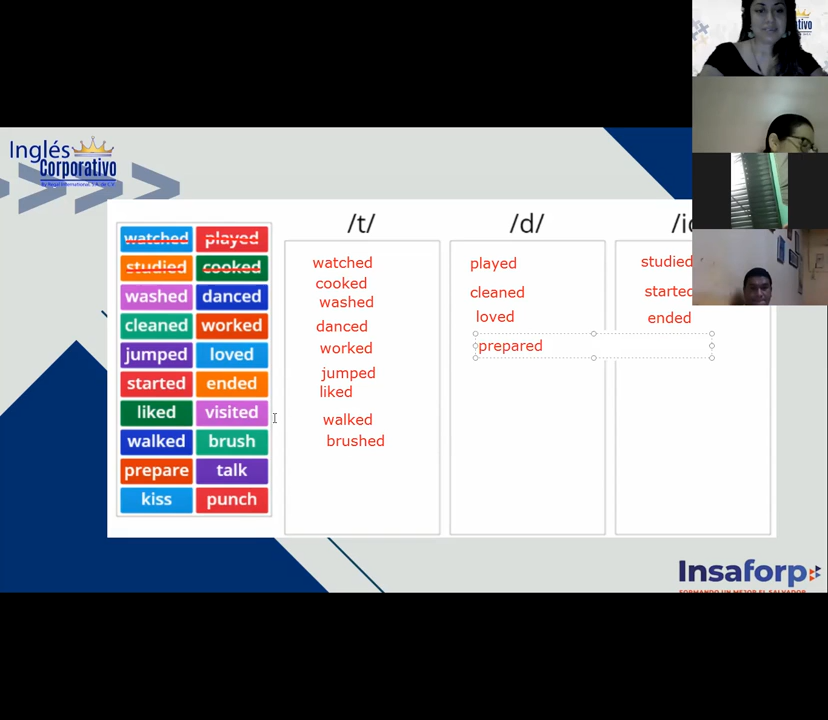 Inglés
Corporativo
/t/
/d/
watched played
studied cooked
washed danced
cleaned worked
jumped loved
started ended
liked visited
walked brush
prepare talk
kiss punch
watched
cooked
washed
danced
worked
jumped
liked
walked
brushed
played
cleaned
loved
prepared
studied
started
ended
Insaforp